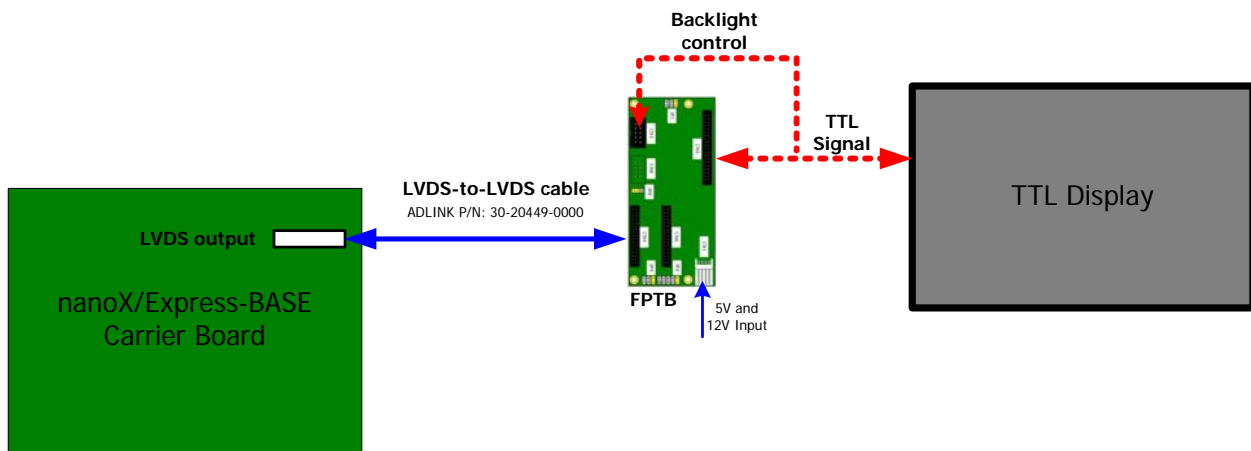 Backlight
control
TTL
Signal
LVDS-to-LVDS cable
ADLINK P/N: 30-20449-0000
TTL Display
LVDS output
nanoX/Express-BASE
Carrier Board
FPTB
5V and
12V Input